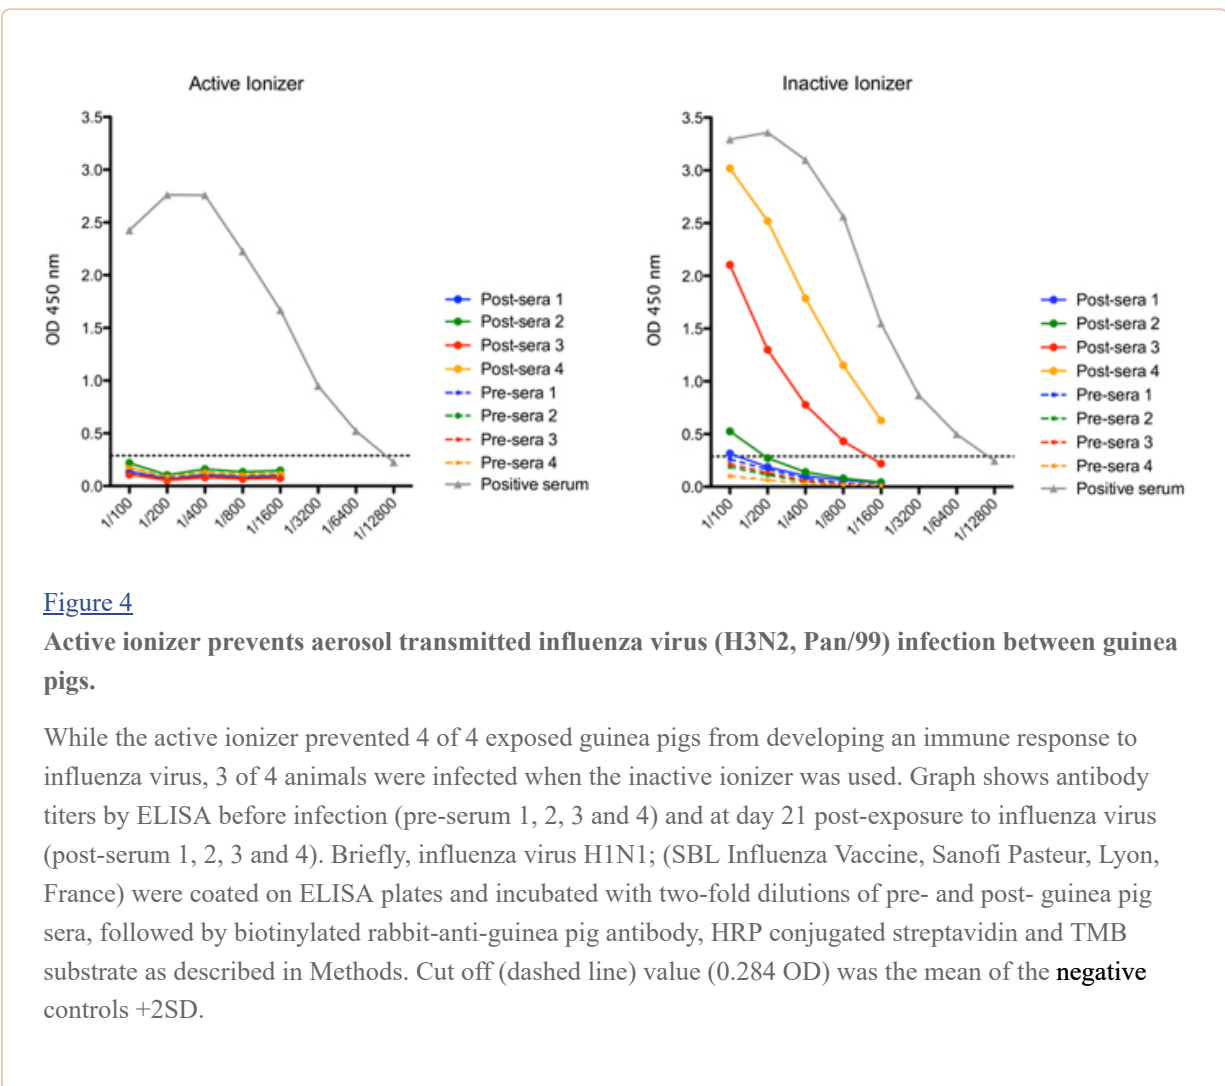 Active Ionizer
3.5
3.0
2.5
2.0
1.5
1.0
0.5
0.0
OD 450 nm
1/100
1/200
1/400
1/800
1/1600
1/3200
1/6400
1/12800
Post-sera 1
Post-sera 2
Post-sera 3
Post-sera 4
Pre-sera 1
Pre-sera 2
Pre-sera 3
Pre-sera 4
Positive serum
Inactive Ionizer
3.5
3.0
2.5
2.0
1.5
1.0
0.5
0.0
OD 450 nm
1/100
1/200
1/400
1/800
1/1600
1/3200
1/6400
1/12800
Post-sera 1
Post-sera 2
Post-sera 3
Post-sera 4
Pre-sera 1
Pre-sera 2
Pre-sera 3
Pre-sera 4
Positive serum
Figure 4
Active ionizer prevents aerosol transmitted influenza virus (H3N2, Pan/99) infection between guinea
pigs.
While the active ionizer prevented 4 of 4 exposed guinea pigs from developing an immune response to
influenza virus, 3 of 4 animals were infected when the inactive ionizer was used. Graph shows antibody
titers by ELISA before infection (pre-serum 1, 2, 3 and 4) and at day 21 post-exposure to influenza virus
(post-serum 1, 2, 3 and 4). Briefly, influenza virus H1N1; (SBL Influenza Vaccine, Sanofi Pasteur, Lyon,
France) were coated on ELISA plates and incubated with two-fold dilutions of pre- and post- guinea pig
sera, followed by biotinylated rabbit-anti-guinea pig antibody, HRP conjugated streptavidin and TMB
substrate as described in Methods. Cut off (dashed line) value (0.284 OD) was the mean of the negative
controls +2SD.